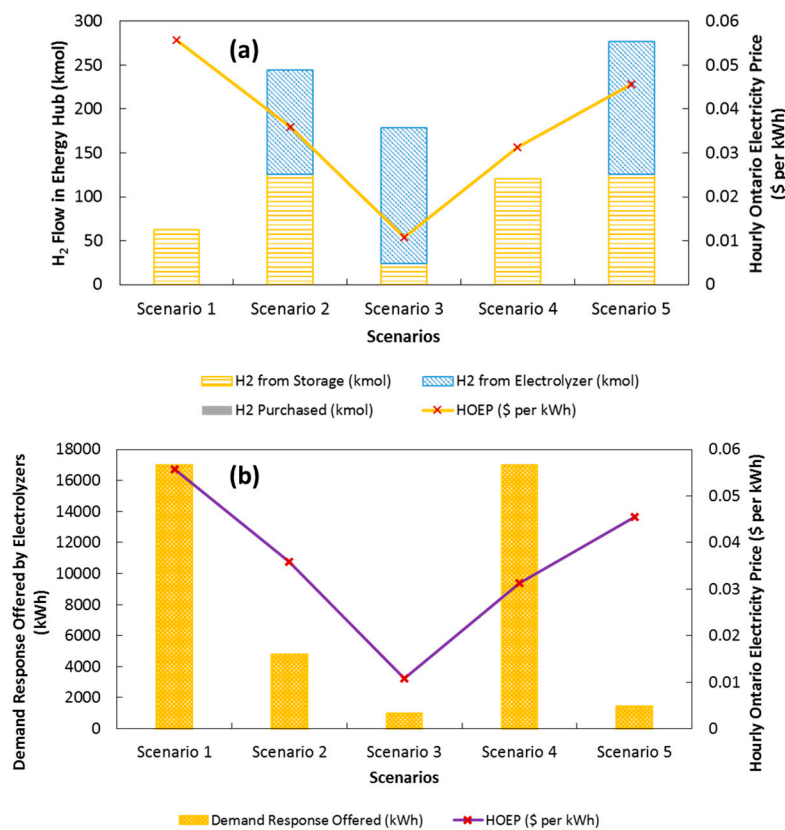 (a)
H₂ Flow in Energy Hub (kmol)
300
250
200
150
100
50
0
0.06
0.05
0.04
0.03
0.02
0.01
0
Hourly Ontario Electricity Price
($ per kWh)
Scenario 1 Scenario 2 Scenario 3 Scenario 4 Scenario 5
Scenarios
H2 from Storage (kmol) H2 from Electrolyzer (kmol)
H2 Purchased (kmol) HOEP ($ per kWh)
(b)
Demand Response Offered by Electrolyzers
(kWh)
18000
16000
14000
12000
10000
8000
6000
4000
2000
0
0.06
0.05
0.04
0.03
0.02
0.01
0
Hourly Ontario Electricity Price ($ per kWh)
Scenario 1 Scenario 2 Scenario 3 Scenario 4 Scenario 5
Scenarios
Demand Response Offered (kWh) HOEP ($ per kWh)